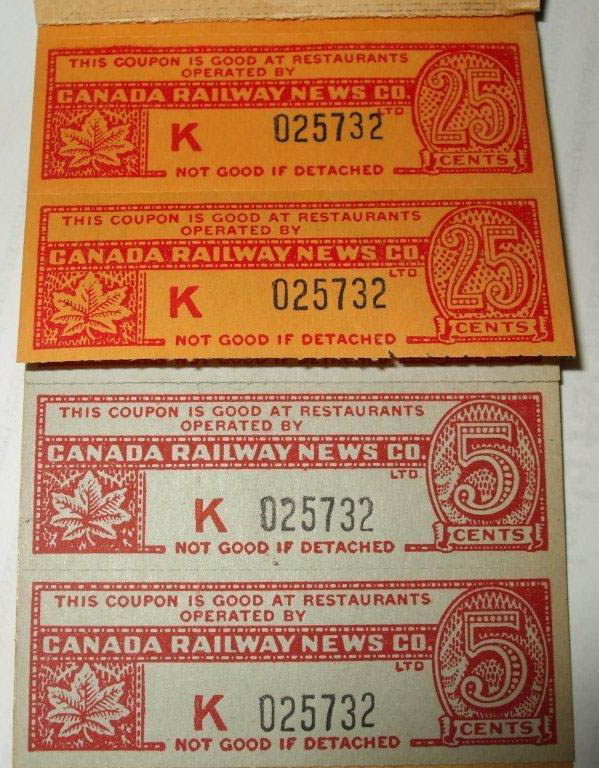 THIS COUPON IS GOOD AT RESTAURANTS
OPERATED BY
CANADA RAILWAY NEWS CO.
LTD
K 025732
NOT GOOD IF DETACHED
25
CENTS
THIS COUPON IS GOOD AT RESTAURANTS
OPERATED BY
CANADA RAILWAY NEWS CO.
LTD
K 025732
NOT GOOD IF DETACHED
25
CENTS
THIS COUPON IS GOOD AT RESTAURANTS
OPERATED BY
CANADA RAILWAY NEWS CO.
LTD.
K 025732
NOT GOOD IF DETACHED
5
CENTS
THIS COUPON IS GOOD AT RESTAURANTS
OPERATED BY
CANADA RAILWAY NEWS CO.
LTD
K 025732
NOT GOOD IF DETACHED
5
CENTS